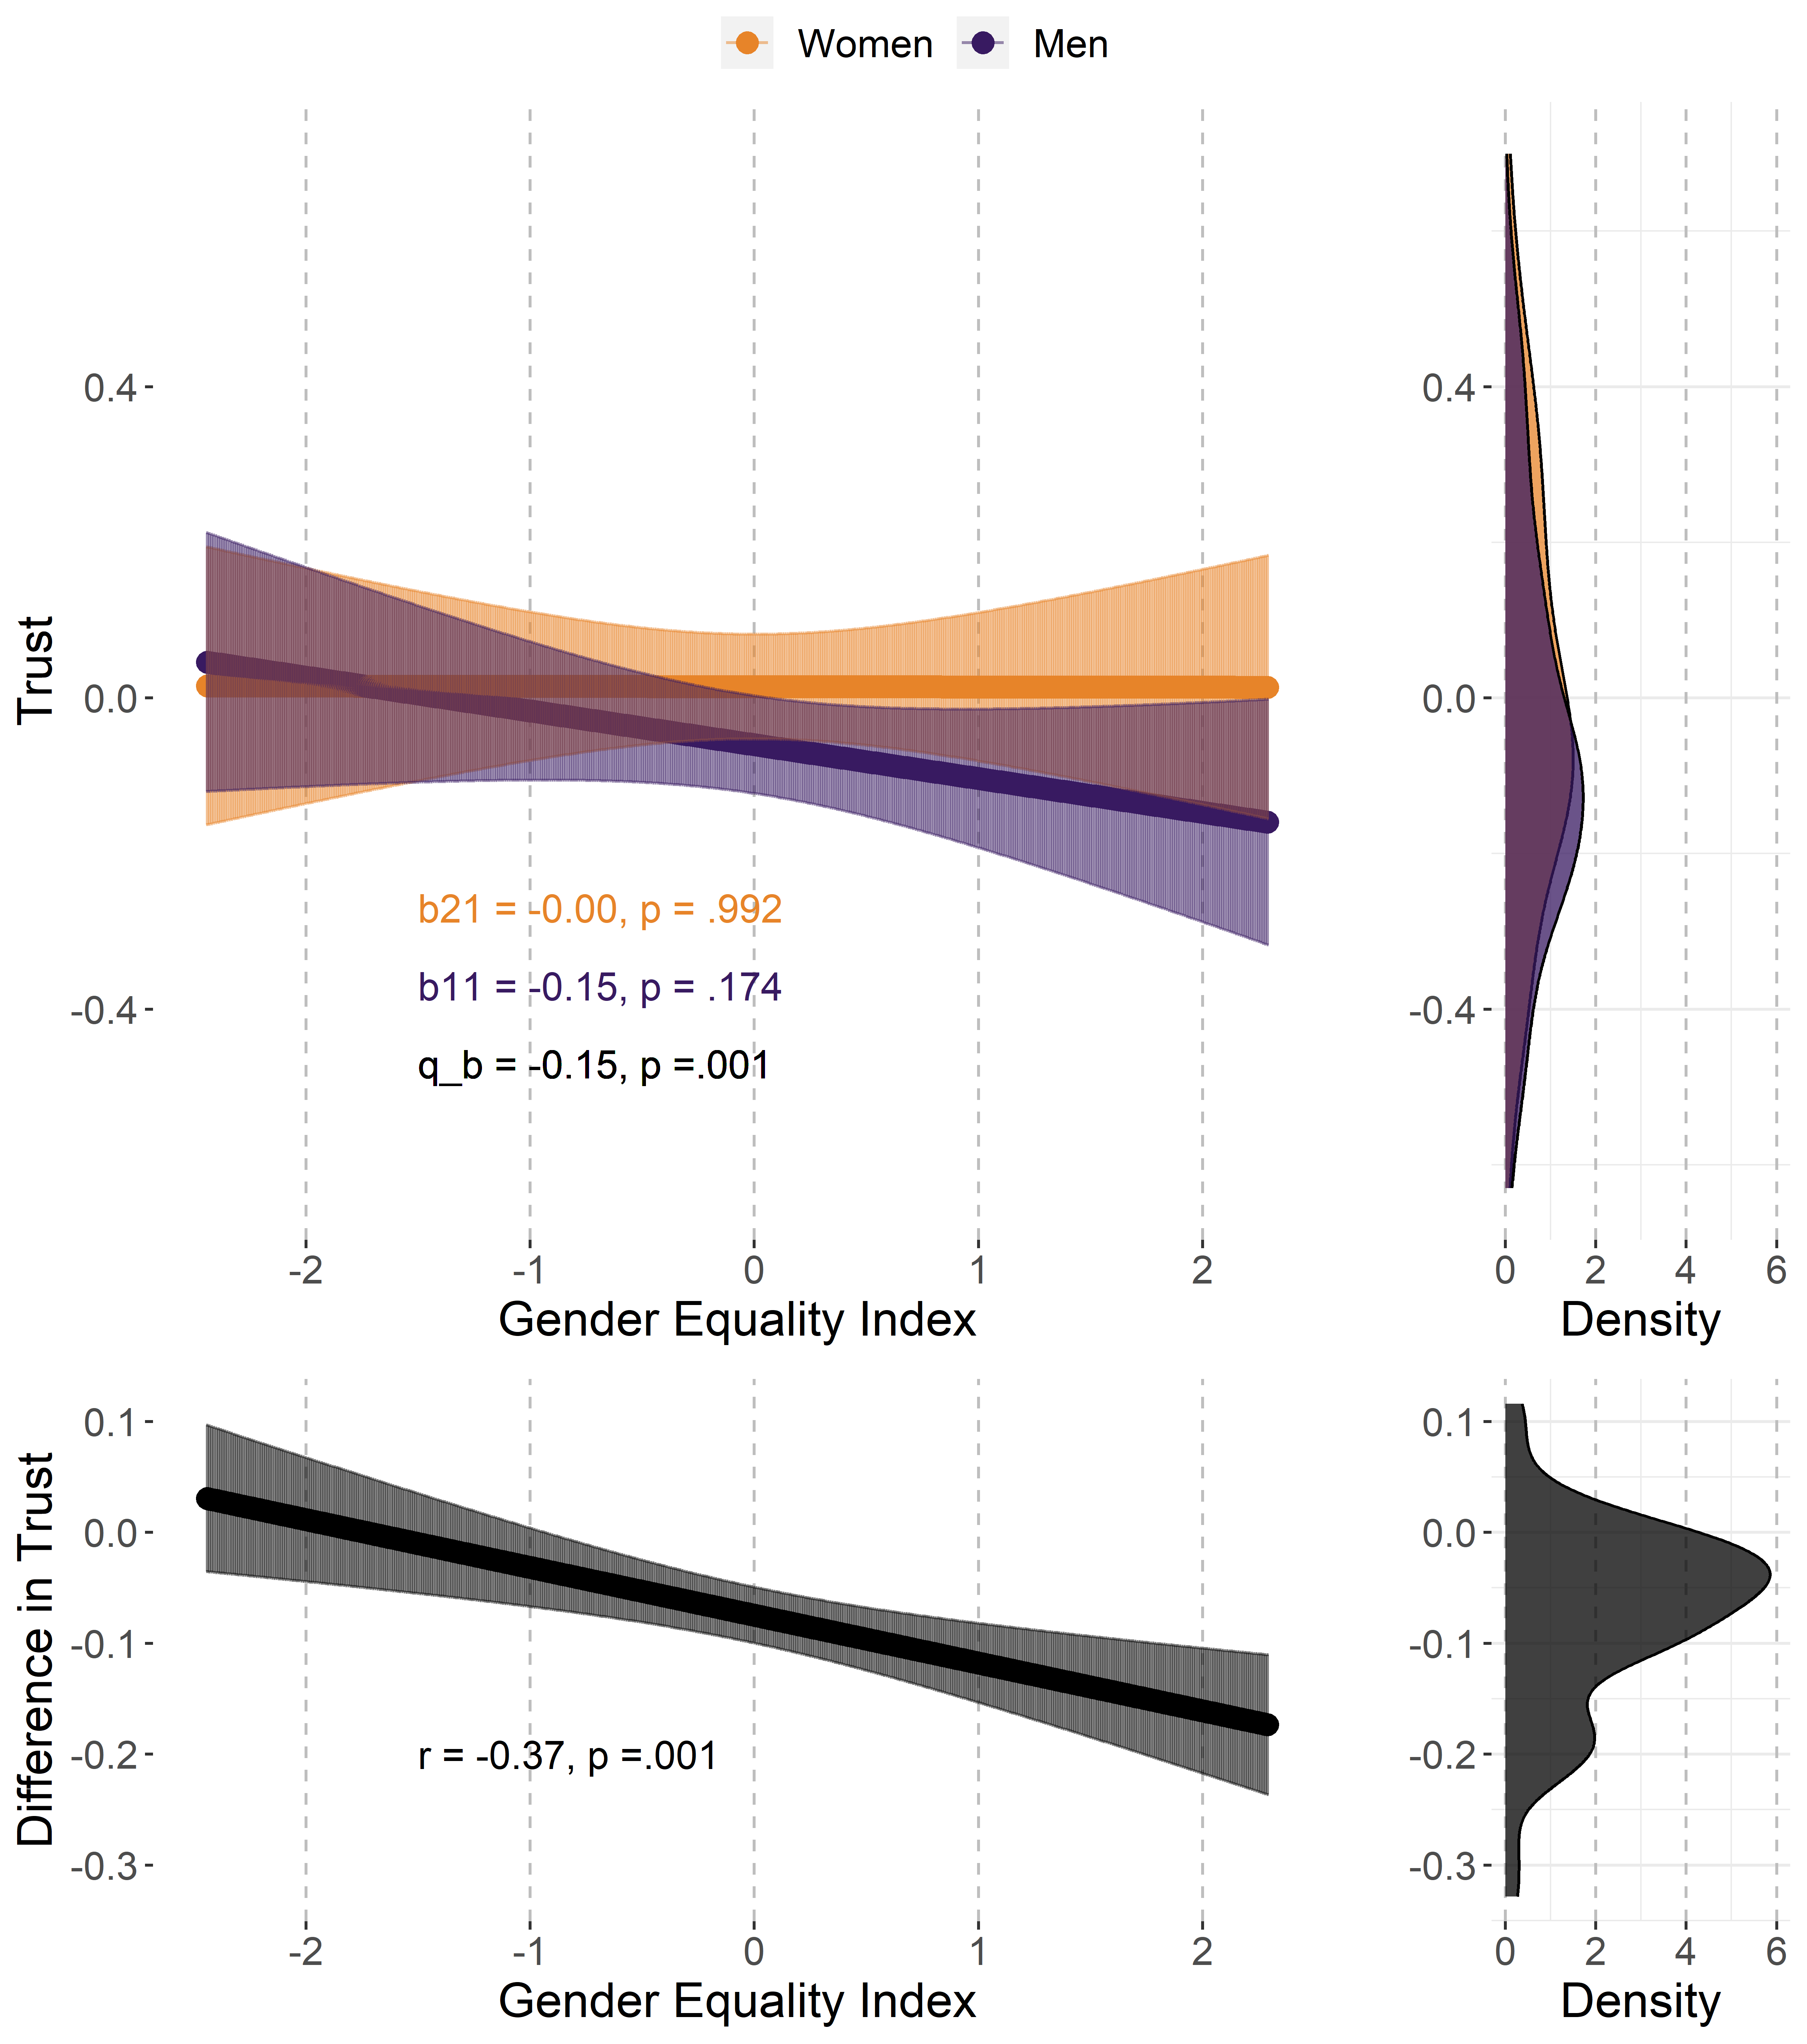 Women Men
0.4
0.0
-0.4
Trust
b21 = -0.00, p = .992
b11 = -0.15, p = .174
q_b = -0.15, p =.001
-2 -1 0 1 2
Gender Equality Index
0.4
0.0
-0.4
0 2 4 6
Density
0.1
0.0
-0.1
-0.2
-0.3
Difference in Trust
r = -0.37, p =.001
-2 -1 0 1 2
Gender Equality Index
0.1
0.0
-0.1
-0.2
-0.3
0 2 4 6
Density